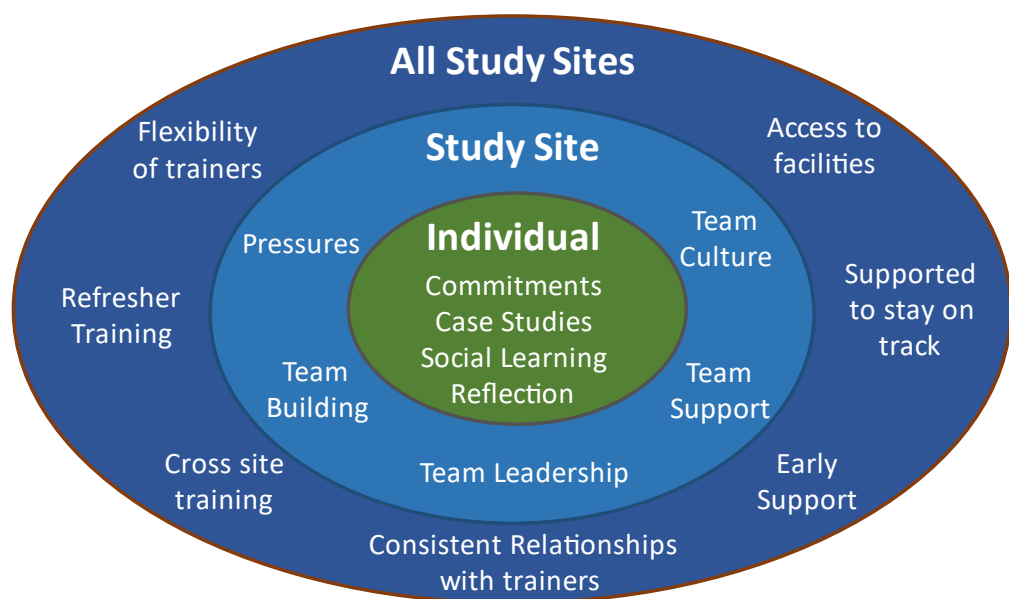 All Study Sites
Flexibility
of trainers
Access to
facilities
Study Site
Pressures
Team
Culture
Individual
Commitments
Case Studies
Social Learning
Reflection
Refresher
Training
Supported
to stay on
track
Team
Building
Team
Support
Cross site
training
Team Leadership
Early
Support
Consistent Relationships
with trainers